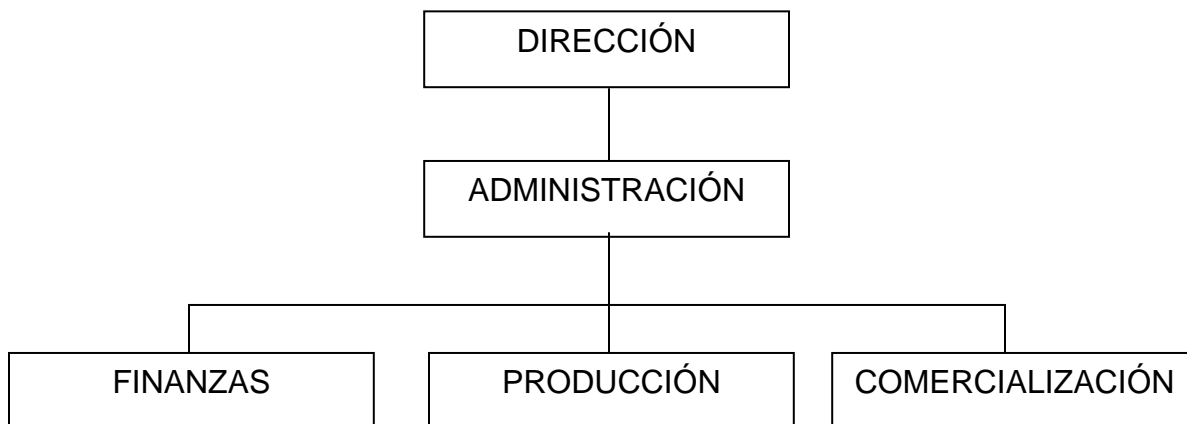 DIRECCIÓN
ADMINISTRACIÓN
FINANZAS
PRODUCCIÓN
COMERCIALIZACIÓN